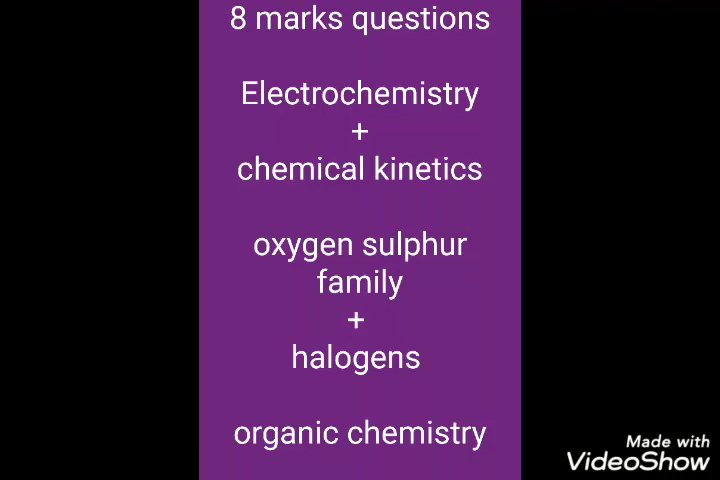 8 marks questions
Electrochemistry
+
chemical kinetics
oxygen sulphur
family
+
halogens
organic chemistry
Made with
VideoShow